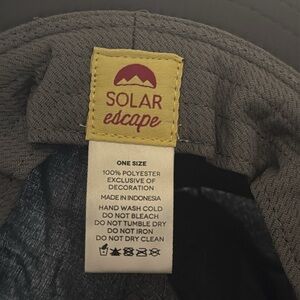 SOLAR
escape
ONE SIZE
100% POLYESTER
EXCLUSIVE OF
DECORATION
MADE IN INDONESIA
HAND WASH COLD
DO NOT BLEACH
DO NOT TUMBLE DRY
DO NOT IRON
DO NOT DRY CLEAN